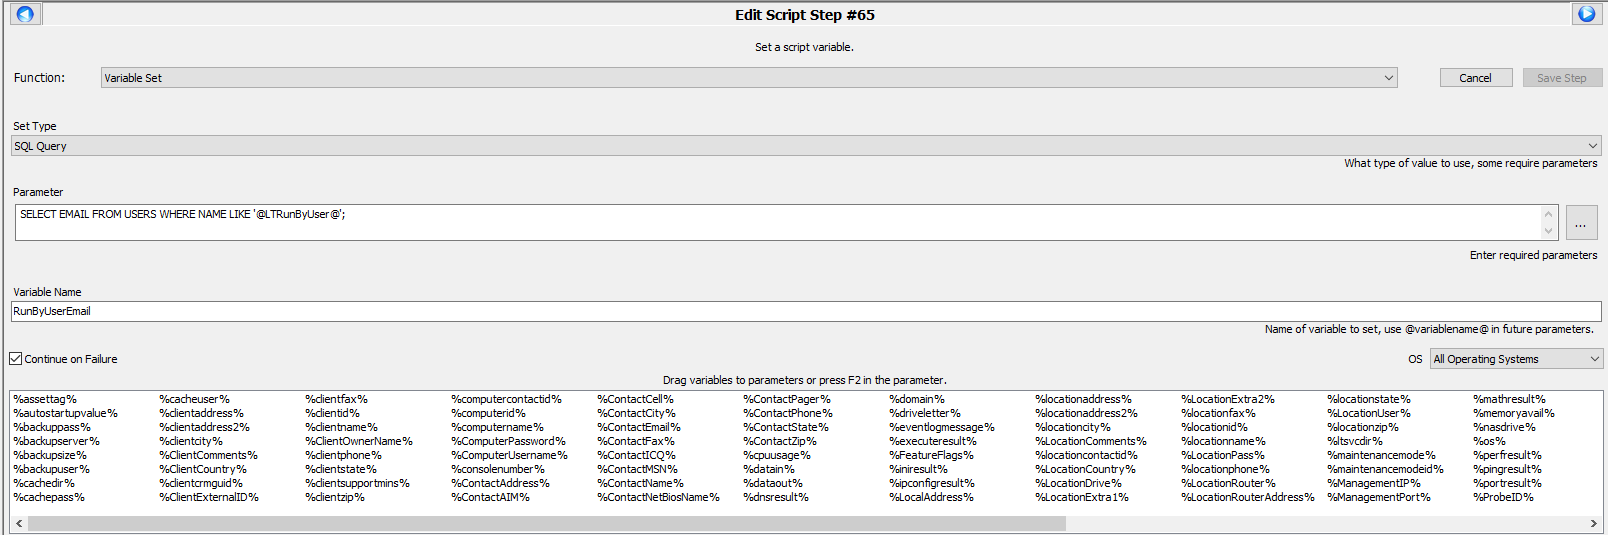 Edit Script Step #65
Set a script variable.
Function: Variable Set Cancel Save Step
Set Type
SQL Query
What type of value to use, some require parameters
Parameter
SELECT EMAIL FROM USERS WHERE NAME LIKE '@LTRunByUser@';
...
Enter required parameters
Variable Name
RunByUserEmail
Name of variable to set, use @variablename@ in future parameters.
Continue on Failure OS All Operating Systems
Drag variables to parameters or press F2 in the parameter.
%assettag% %cacheuser% %clientfax% %computercontactid% %ContactCell% %ContactPager% %domain% %locationaddress% %LocationExtra2% %locationstate% %mathresult%
%autostartupvalue% %clientaddress% %clientid% %computerid% %ContactCity% %ContactPhone% %driveletter% %locationaddress2% %locationfax% %LocationUser% %memoryavail%
%backuppass% %clientaddress2% %clientname% %computername% %ContactEmail% %ContactState% %eventlogmessage% %locationcity% %locationid% %locationzip% %nasdrive%
%backupserver% %clientcity% %ClientOwnerName% %ComputerPassword% %ContactFax% %ContactZip% %executeresult% %LocationComments% %locationname% %ltsvcdir% %os%
%backupsize% %ClientComments% %clientphone% %ComputerUsername% %ContactICQ% %cpuusage% %FeatureFlags% %locationcontactid% %LocationPass% %maintenancemode% %perfresult%
%backupuser% %ClientCountry% %clientstate% %consolenumber% %ContactMSN% %datain% %iniresult% %LocationCountry% %locationphone% %maintenancemodeid% %pingresult%
%cachedir% %clientcrmguid% %clientsupportmins% %ContactAddress% %ContactName% %dataout% %ipconfigresult% %LocationDrive% %LocationRouter% %ManagementIP% %portresult%
%cachepass% %ClientExternalID% %clientzip% %ContactAIM% %ContactNetBiosName% %dnsresult% %LocalAddress% %LocationExtra1% %LocationRouterAddress% %ManagementPort% %ProbeID%